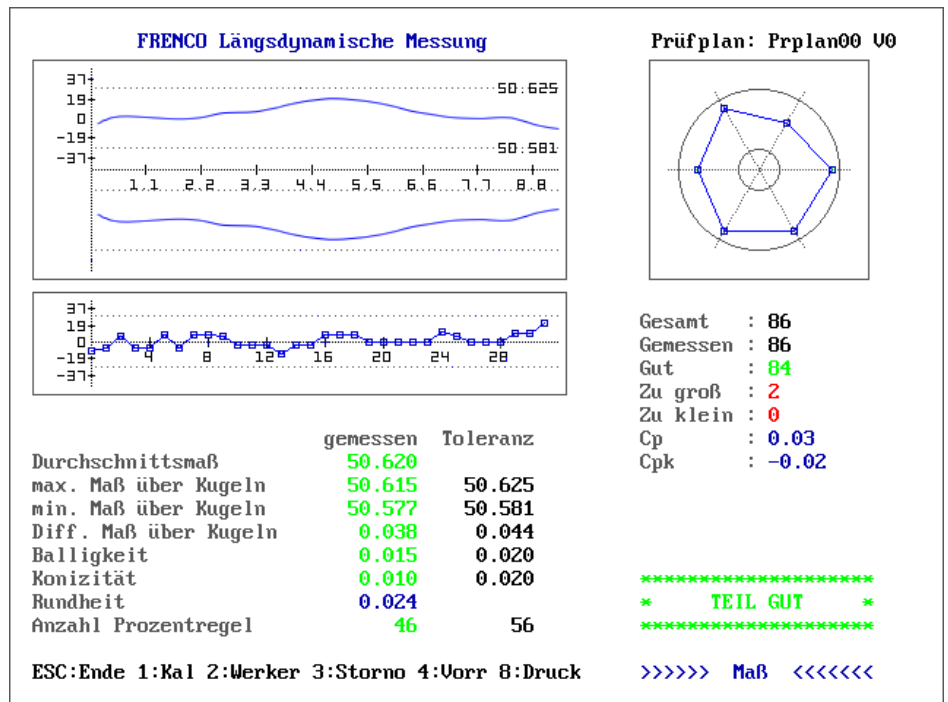 FRENCO Längsdynamische Messung
Prüfplan: Prplan00 V0
37
19
0
-19
-37
50.625
50.581
1.1 2.2 3.3 4.4 5.5 6.6 7.7 8.8
37
19
0
-19
-37
4 8 12 16 20 24 28
Gesamt : 86
Gemessen : 86
Gut : 84
Zu groß : 2
Zu klein : 0
Cp : 0.03
Cpk : -0.02
gemessen Toleranz
Durchschnittsmaß 50.620
max. Maß über Kugeln 50.615 50.625
min. Maß über Kugeln 50.577 50.581
Diff. Maß über Kugeln 0.038 0.044
Balligkeit 0.015 0.020
Konizität 0.010 0.020
Rundheit 0.024
Anzahl Prozentregel 46 56
********************
* TEIL GUT *
********************
ESC:Ende 1:Kal 2:Werker 3:Storno 4:Vorr 8:Druck
>>>>>> Maß <<<<<<<